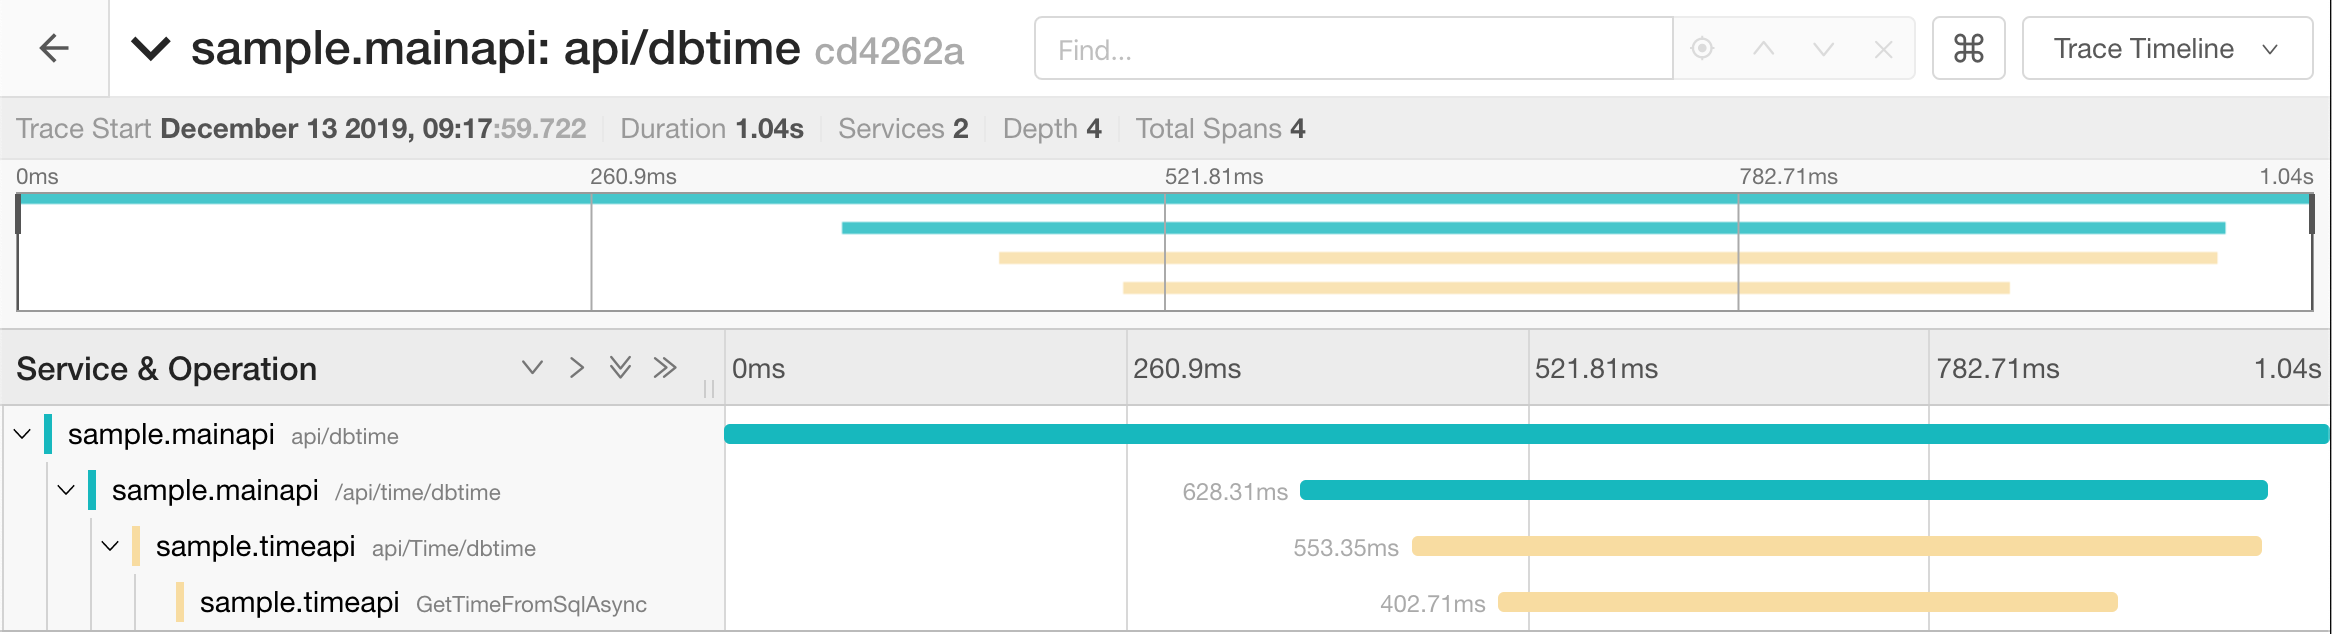 sample.mainapi: api/dbtime cd4262a Find... ⌘ Trace Timeline
Trace Start December 13 2019, 09:17:59.722 Duration 1.04s Services 2 Depth 4 Total Spans 4
0ms 260.9ms 521.81ms 782.71ms 1.04s
Service & Operation 0ms 260.9ms 521.81ms 782.71ms 1.04s
sample.mainapi api/dbtime
sample.mainapi /api/time/dbtime 628.31ms
sample.timeapi api/Time/dbtime 553.35ms
sample.timeapi GetTimeFromSqlAsync 402.71ms